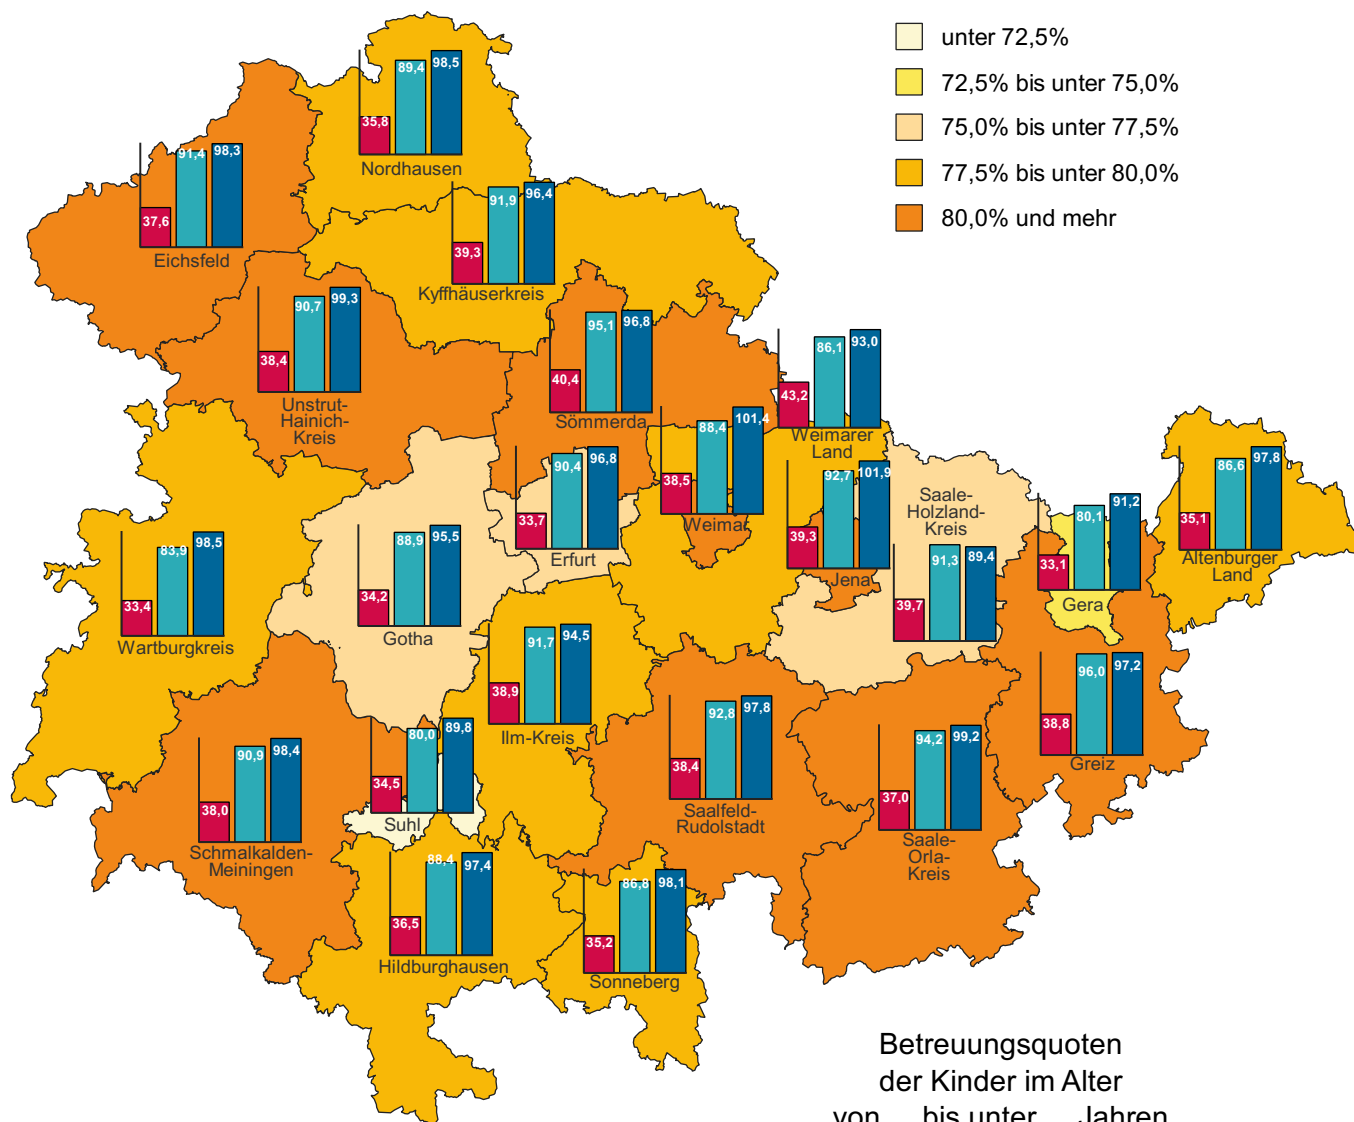 unter 72,5%
72,5% bis unter 75,0%
75,0% bis unter 77,5%
77,5% bis unter 80,0%
80,0% und mehr
35,8
89,4
98,5
Nordhausen
37,6
91,4
98,3
Eichsfeld
39,3
91,9
96,4
Kyffhäuserkreis
38,4
90,7
99,3
Unstrut-
Hainich-
Kreis
40,4
95,1
96,8
Sömmerda
43,2
86,1
93,0
Weimarer
Land
38,5
88,4
101,4
Weimar
33,7
90,4
96,8
Erfurt
39,3
92,7
101,9
Jena
Saale-
Holzland-
Kreis
39,7
91,3
89,4
33,1
80,1
91,2
Gera
35,1
86,6
97,8
Altenburger
Land
33,4
83,9
98,5
Wartburgkreis
34,2
88,9
95,5
Gotha
38,9
91,7
94,5
Ilm-Kreis
38,8
96,0
97,2
Greiz
38,4
92,8
97,8
Saalfeld-
Rudolstadt
37,0
94,2
99,2
Saale-
Orla-
Kreis
34,5
80,0
89,8
Suhl
38,0
90,9
98,4
Schmalkalden-
Meiningen
36,5
88,4
97,4
Hildburghausen
35,2
86,8
98,1
Sonneberg
Betreuungsquoten
der Kinder im Alter
von ... bis unter ... Jahren